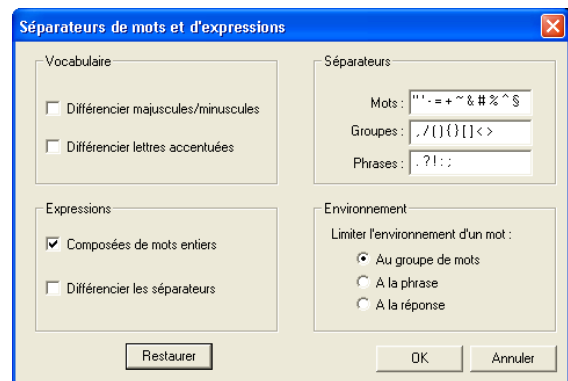 Séparateurs de mots et d'expressions
Vocabulaire
Différencier majuscules/minuscules
Différencier lettres accentuées
Séparateurs
Mots : "'-=+~&#%^§
Groupes : ,/(){}[]<>
Phrases : .?!:;
Expressions
Composées de mots entiers
Différencier les séparateurs
Environnement
Limiter l'environnement d'un mot :
Au groupe de mots
A la phrase
A la réponse
Restaurer
OK
Annuler